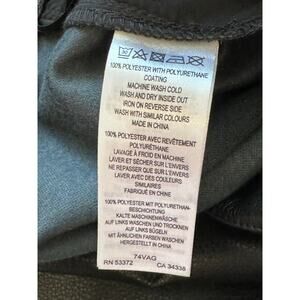 100% POLYESTER WITH POLYURETHANE
COATING
MACHINE WASH COLD
WASH AND DRY INSIDE OUT
IRON ON REVERSE SIDE
WASH WITH SIMILAR COLOURS
MADE IN CHINA
100% POLYESTER AVEC REVÊTEMENT
POLYURÉTHANE
LAVAGE À FROID EN MACHINE
LAVER ET SÉCHER SUR L'ENVERS
NE REPASSER QUE SUR L'ENVERS
LAVER AVEC DES COULEURS
SIMILAIRES
FABRIQUÉ EN CHINE
100% POLYESTER MIT POLYURETHAN-
BESCHICHTUNG
KALTE MASCHINENWÄSCHE
AUF LINKS WASCHEN UND TROCKNEN
AUF LINKS BÜGELN
MIT ÄHNLICHEN FARBEN WASCHEN
HERGESTELLT IN CHINA
74VAG
RN 53372 CA 34338